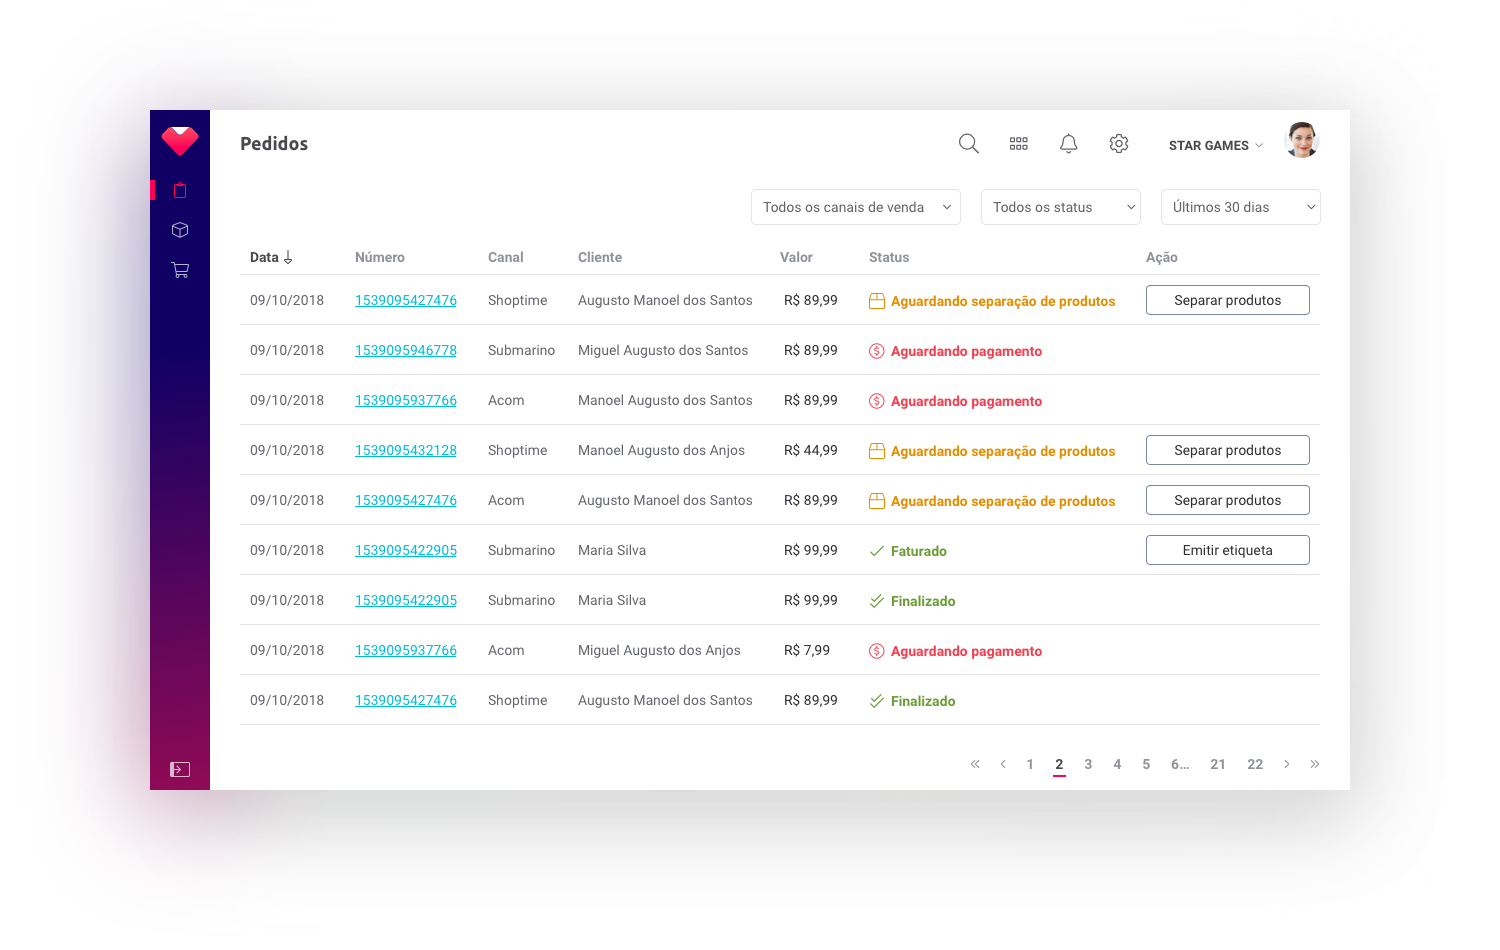 Pedidos
STAR GAMES
Todos os canais de venda Todos os status Últimos 30 dias
Data Número Canal Cliente Valor Status Ação
09/10/2018 1539095427476 Shoptime Augusto Manoel dos Santos R$ 89,99 Aguardando separação de produtos Separar produtos
09/10/2018 1539095946778 Submarino Miguel Augusto dos Santos R$ 89,99 Aguardando pagamento
09/10/2018 1539095937766 Acom Manoel Augusto dos Santos R$ 89,99 Aguardando pagamento
09/10/2018 1539095432128 Shoptime Manoel Augusto dos Anjos R$ 44,99 Aguardando separação de produtos Separar produtos
09/10/2018 1539095427476 Acom Augusto Manoel dos Santos R$ 89,99 Aguardando separação de produtos Separar produtos
09/10/2018 1539095422905 Submarino Maria Silva R$ 99,99 Faturado Emitir etiqueta
09/10/2018 1539095422905 Submarino Maria Silva R$ 99,99 Finalizado
09/10/2018 1539095937766 Acom Miguel Augusto dos Anjos R$ 7,99 Aguardando pagamento
09/10/2018 1539095427476 Shoptime Augusto Manoel dos Santos R$ 89,99 Finalizado
« ‹ 1 2 3 4 5 6... 21 22 › »